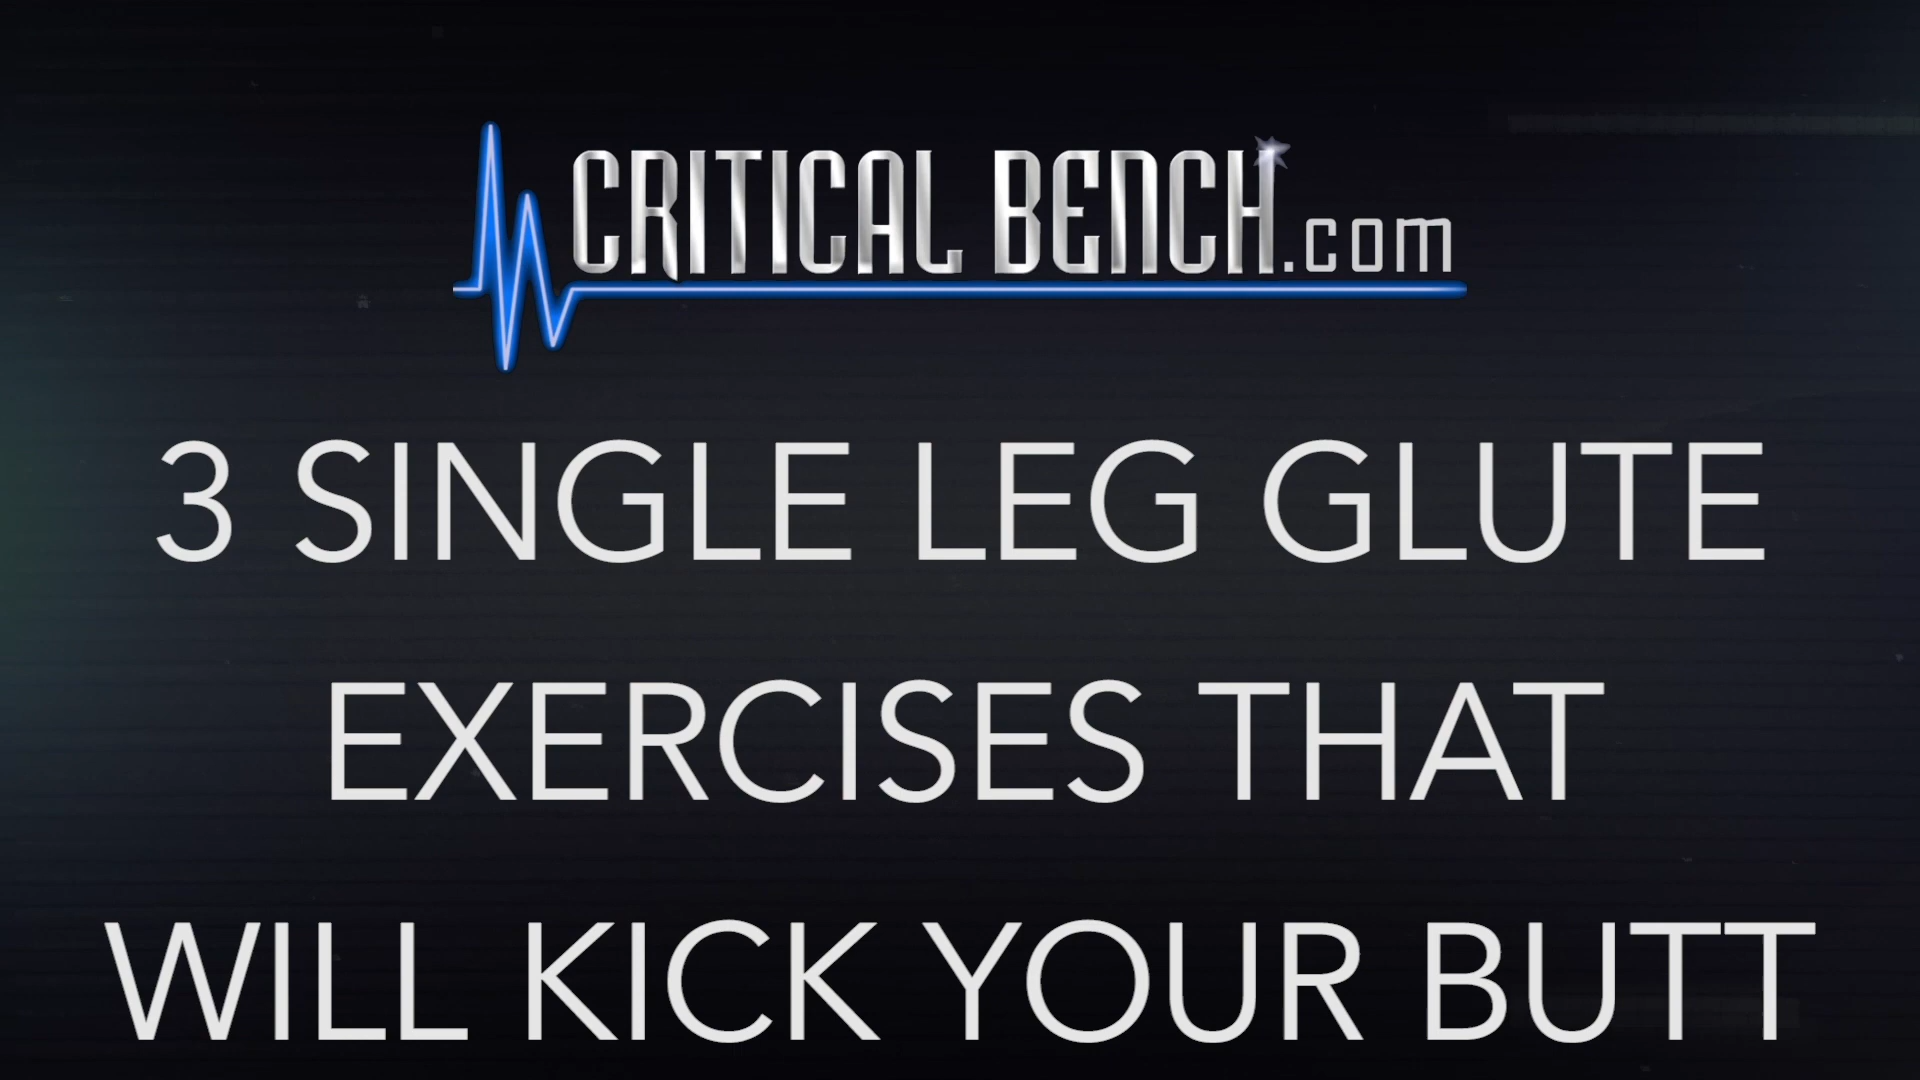 CRITICAL BENCH.com
3 SINGLE LEG GLUTE
EXERCISES THAT
WILL KICK YOUR BUTT